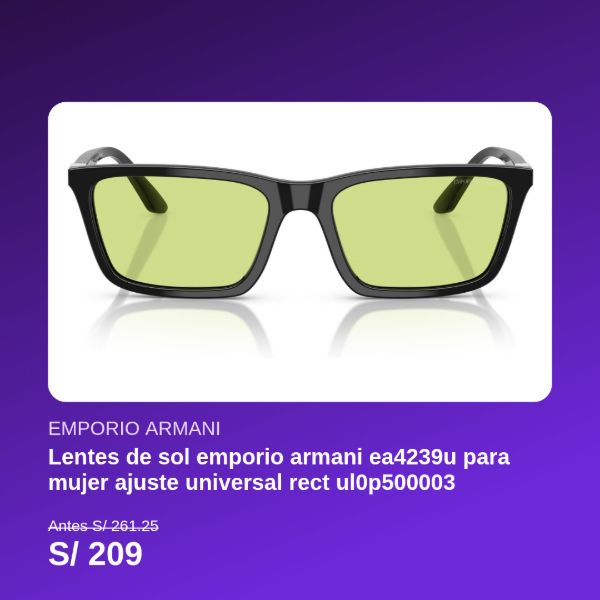 EMPORIO ARMANI
Lentes de sol emporio armani ea4239u para
mujer ajuste universal rect ul0p500003
Antes S/ 261.25
S/ 209